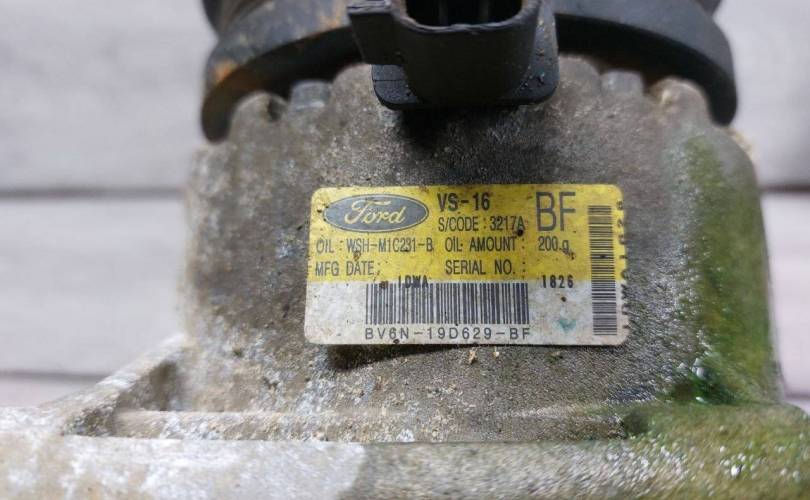 Ford VS-16 BF
S/CODE : 3217A
OIL : WSH-M1C231-B OIL AMOUNT : 200 g
MFG DATE: SERIAL NO. :
1DWA 1826
BV6N-19D629-BF